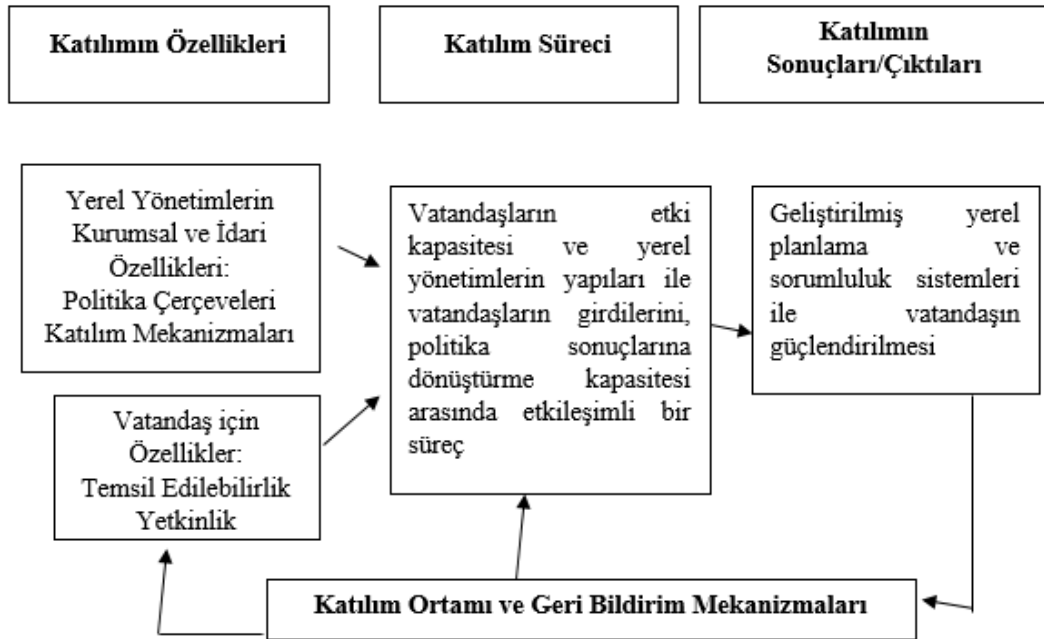 Katılımın Özellikleri
Katılım Süreci
Katılımın
Sonuçları/Çıktıları
Yerel Yönetimlerin
Kurumsal ve İdari
Özellikleri:
Politika Çerçeveleri
Katılım Mekanizmaları
Vatandaş için
Özellikler:
Temsil Edilebilirlik
Yetkinlik
Vatandaşların etki
kapasitesi ve yerel
yönetimlerin yapıları ile
vatandaşların girdilerini,
politika sonuçlarına
dönüştürme kapasitesi
arasında etkileşimli bir
süreç
Geliştirilmiş yerel
planlama ve
sorumluluk sistemleri
ile vatandaşın
güçlendirilmesi
Katılım Ortamı ve Geri Bildirim Mekanizmaları